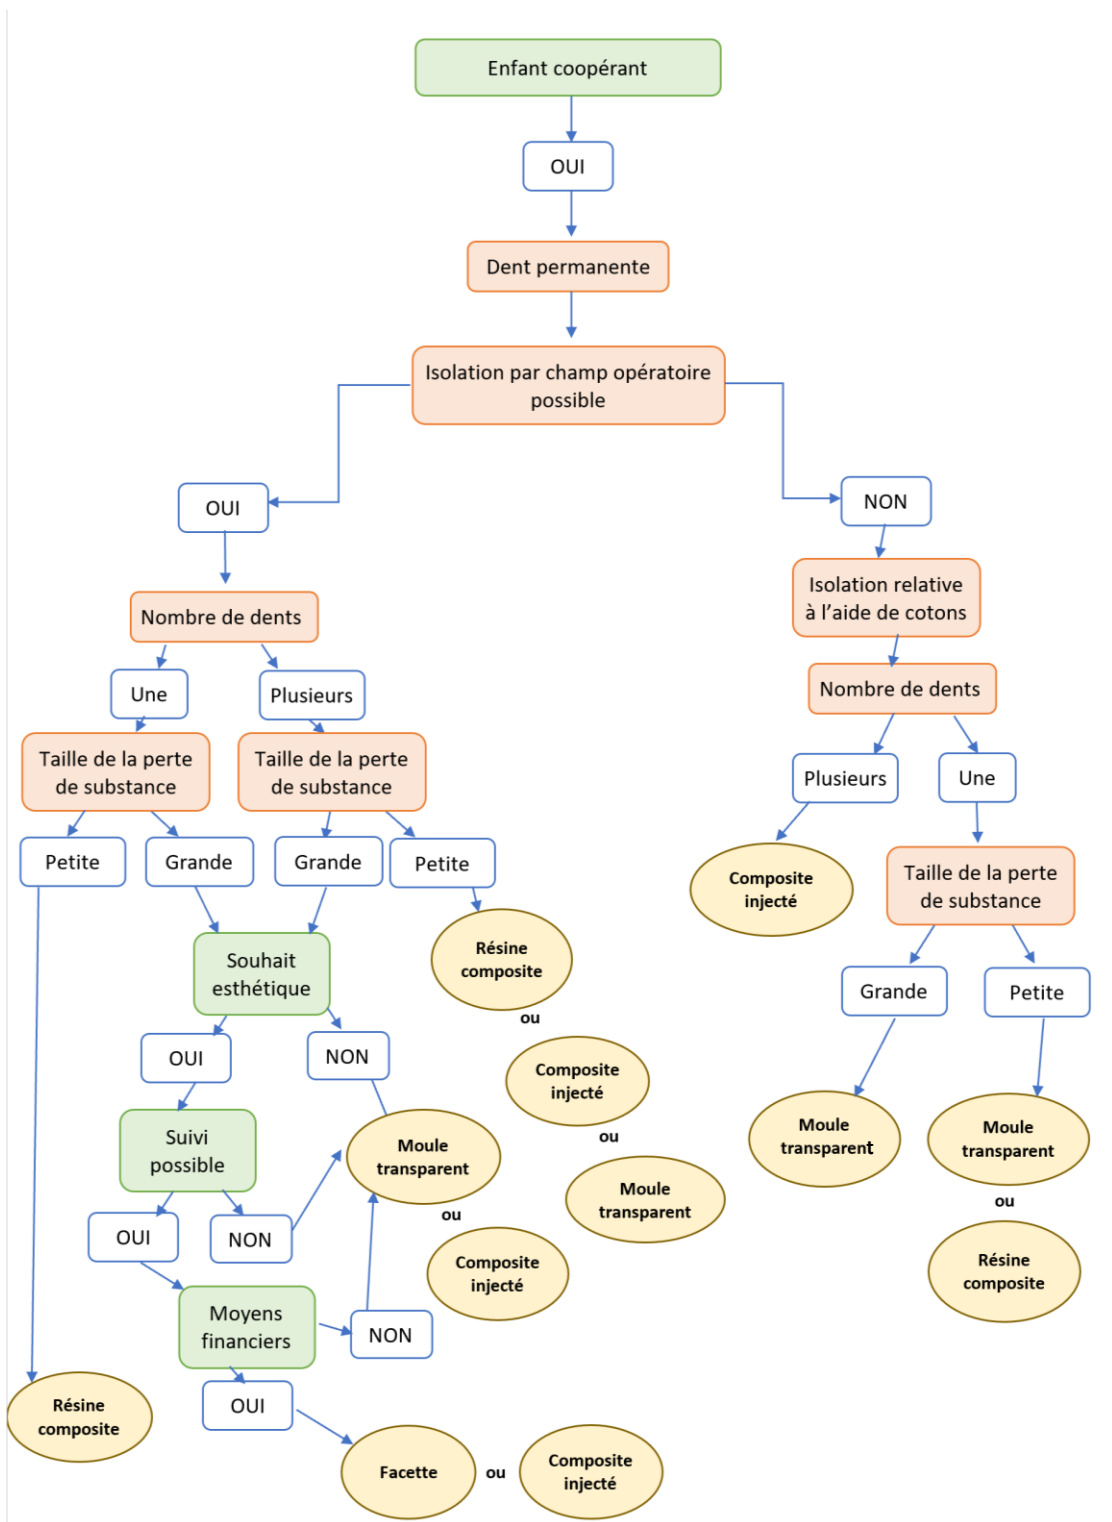 Enfant coopérant
OUI
Dent permanente
Isolation par champ opératoire
possible
OUI
NON
Isolation relative
à l'aide de cotons
Nombre de dents
Nombre de dents
Une
Plusieurs
Plusieurs
Une
Taille de la perte
de substance
Taille de la perte
de substance
Petite
Grande
Grande
Petite
Composite
injecté
Taille de la perte
de substance
Souhait
esthétique
Résine
composite
ou
Grande
Petite
OUI
NON
Composite
injecté
ou
Suivi
possible
Moule
transparent
ou
Moule
transparent
Moule
transparent
Moule
transparent
ou
OUI
NON
Composite
injecté
Résine
composite
Moyens
financiers
NON
Résine
composite
OUI
Facette
ou
Composite
injecté